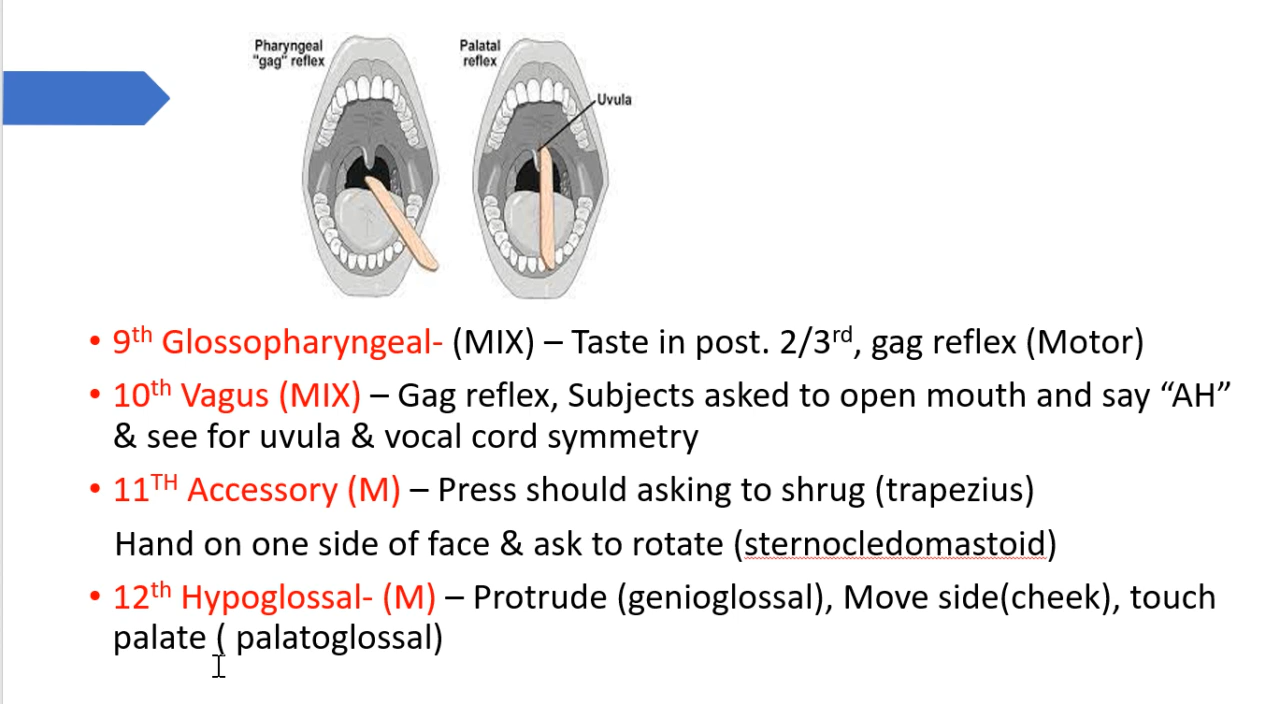 Pharyngeal
"gag" reflex
Palatal
reflex
Uvula
• 9th Glossopharyngeal- (MIX) – Taste in post. 2/3rd, gag reflex (Motor)
• 10th Vagus (MIX) – Gag reflex, Subjects asked to open mouth and say “AH”
& see for uvula & vocal cord symmetry
• 11TH Accessory (M) – Press should asking to shrug (trapezius)
Hand on one side of face & ask to rotate (sternocledomastoid)
• 12th Hypoglossal- (M) – Protrude (genioglossal), Move side(cheek), touch
palate ( palatoglossal)